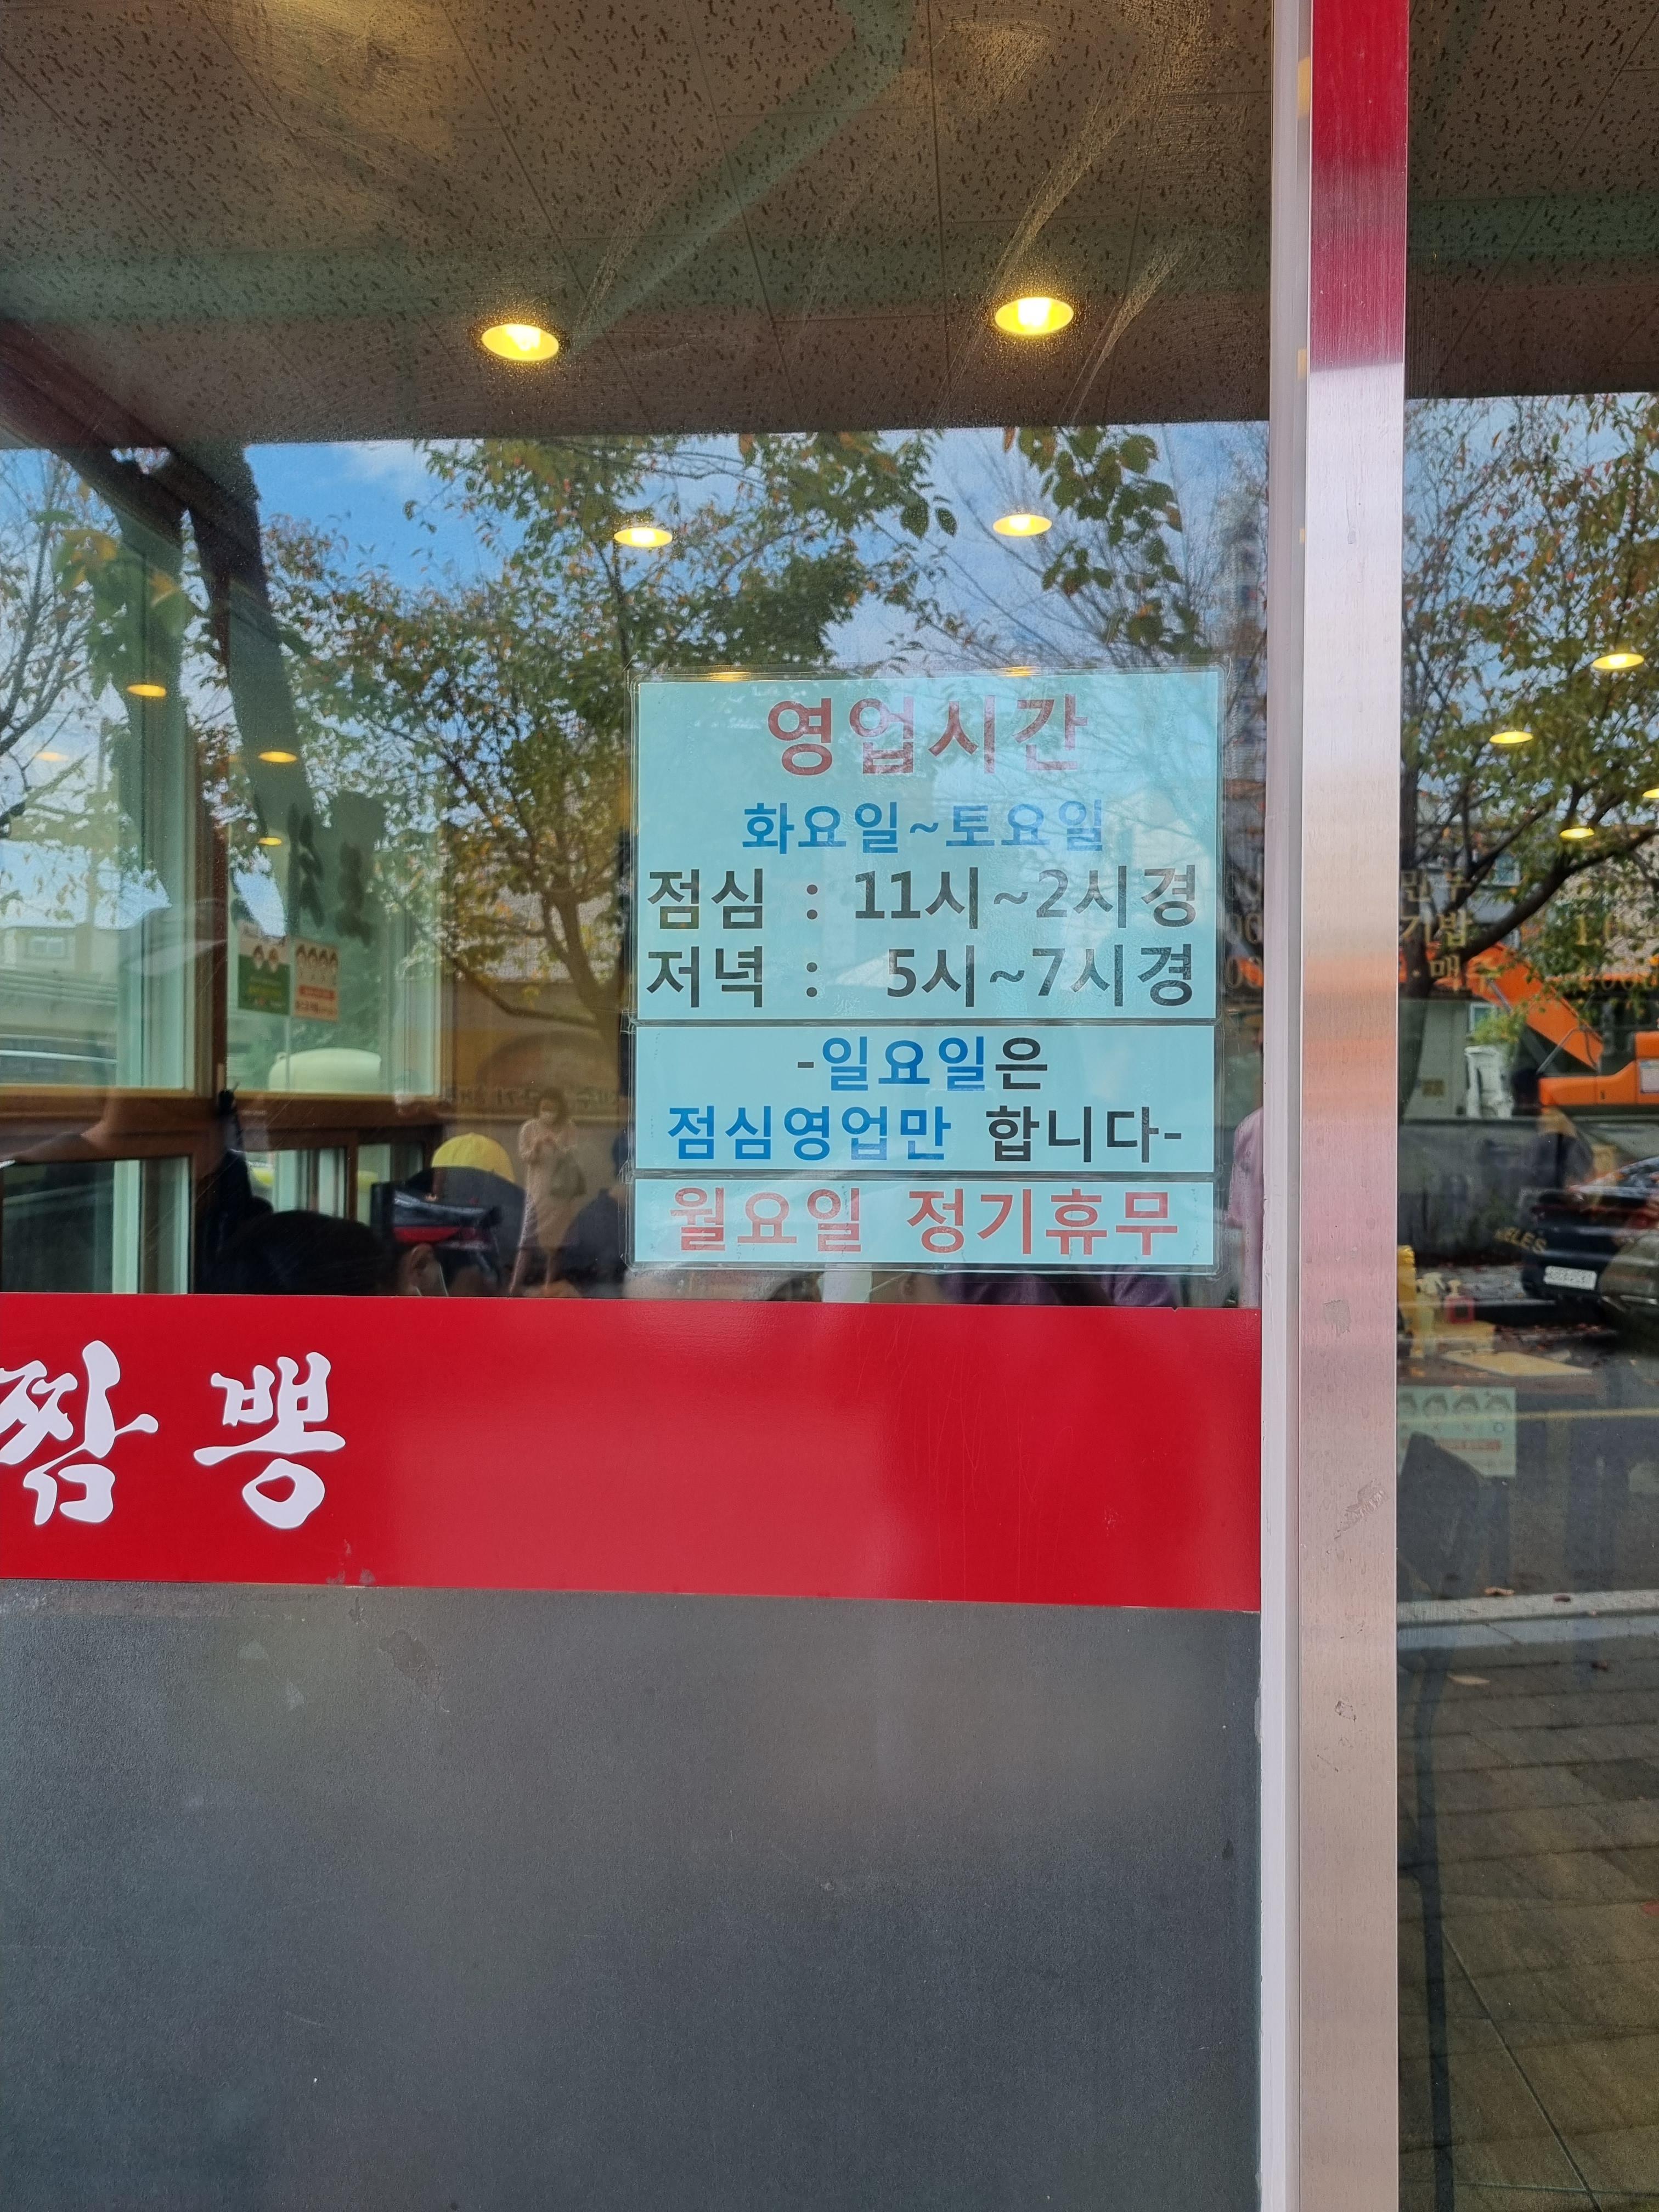 영업시간
화요일~토요일
점심 : 11시~2시경
저녁 : 5시~7시경
-일요일은
점심영업만 합니다-
월요일 정기휴무
짬뽕